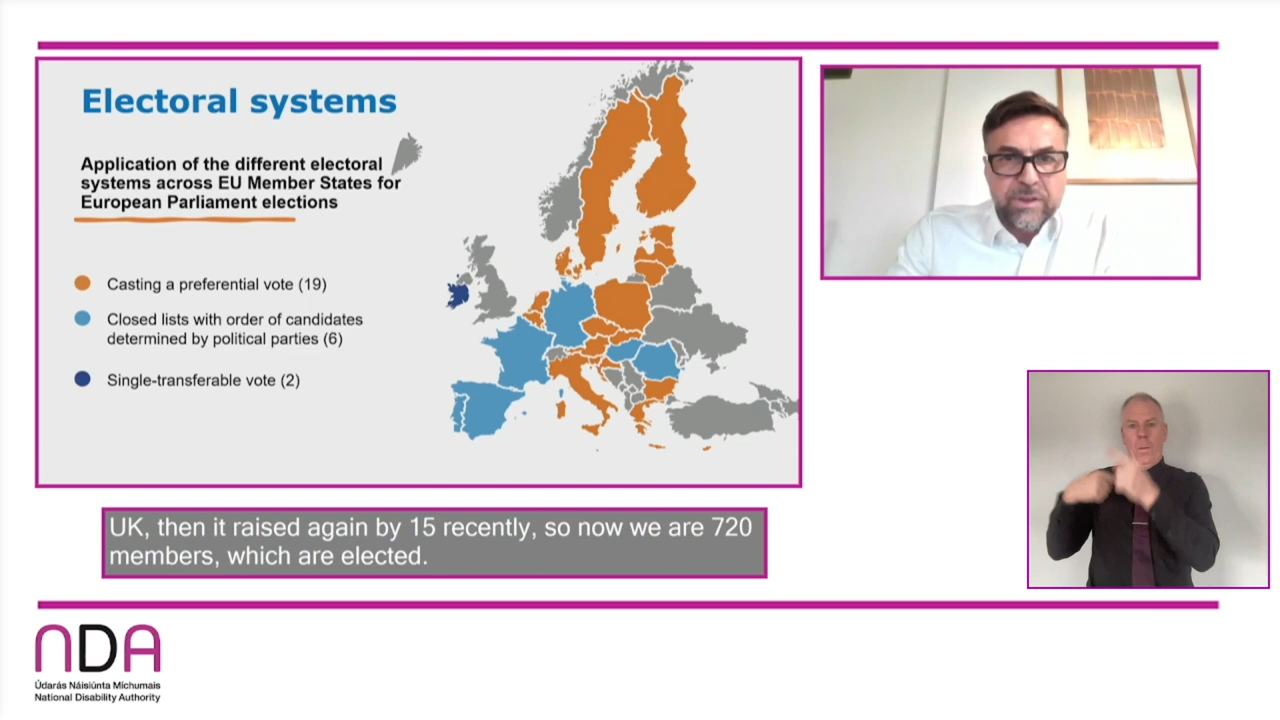 Electoral systems
Application of the different electoral
systems across EU Member States for
European Parliament elections
Casting a preferential vote (19)
Closed lists with order of candidates
determined by political parties (6)
Single-transferable vote (2)
UK, then it raised again by 15 recently, so now we are 720
members, which are elected.
NDA
Údarás Náisiúnta Míchumais
National Disability Authority